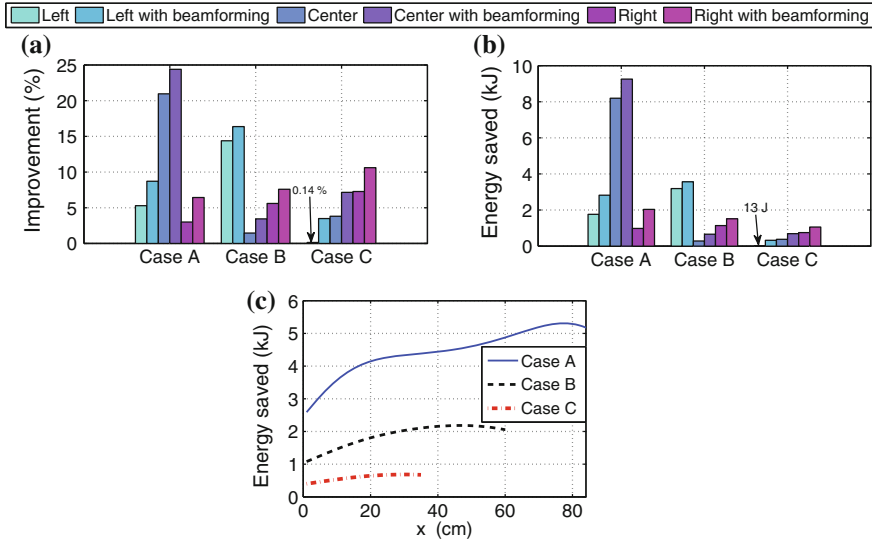 Left Left with beamforming Center Center with beamforming Right Right with beamforming
(a)
25
20
15
10
5
0
Improvement (%)
0.14 %
Case A Case B Case C
(b)
10
8
6
4
2
0
Energy saved (kJ)
13 J
Case A Case B Case C
(c)
6
5
4
3
2
1
0
Energy saved (kJ)
Case A
Case B
Case C
0 20 40 60 80
x (cm)